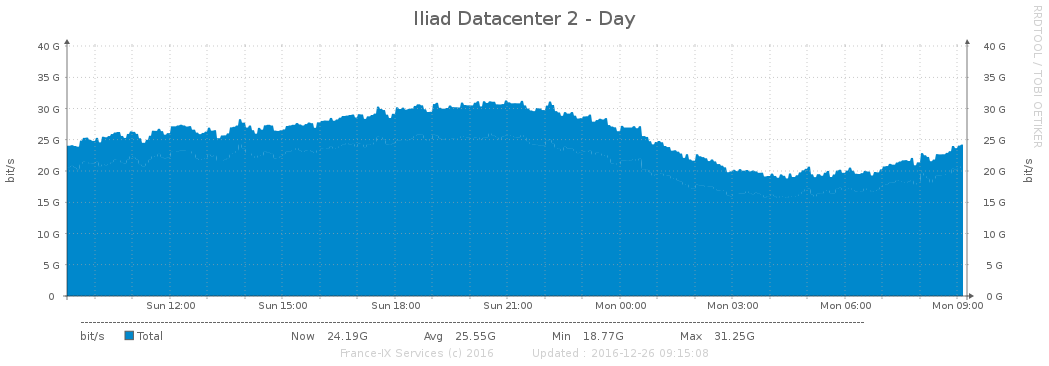 Iliad Datacenter 2 - Day
RRDTOOL / TOBI OETIKER
bit/s
40 G 40 G
35 G 35 G
30 G 30 G
25 G 25 G
20 G 20 G
15 G 15 G
10 G 10 G
5 G 5 G
0 0 G
bit/s
Sun 12:00 Sun 15:00 Sun 18:00 Sun 21:00 Mon 00:00 Mon 03:00 Mon 06:00 Mon 09:00
bit/s Total Now 24.19G Avg 25.55G Min 18.77G Max 31.25G
France-IX Services (c) 2016 Updated : 2016-12-26 09:15:08